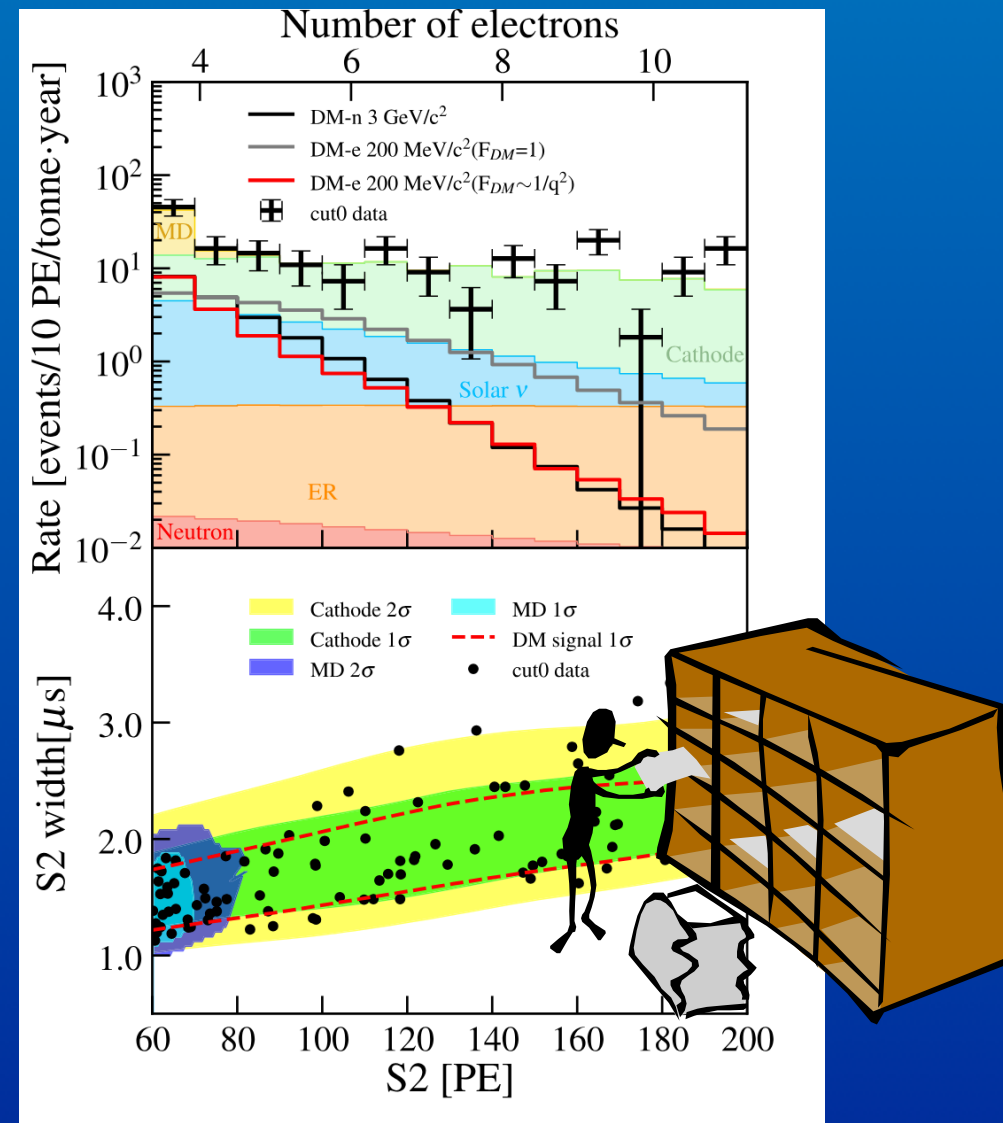 Number of electrons
4 6 8 10
Rate [events/10 PE/tonne·year]
10³
10²
10¹
10⁰
10⁻¹
10⁻²
DM-n 3 GeV/c²
DM-e 200 MeV/c²(F_DM=1)
DM-e 200 MeV/c²(F_DM∼1/q²)
cut0 data
MD
Cathode
Solar ν
ER
Neutron
S2 width[μs]
4.0
3.0
2.0
1.0
Cathode 2σ
Cathode 1σ
MD 2σ
MD 1σ
DM signal 1σ
cut0 data
60 80 100 120 140 160 180 200
S2 [PE]